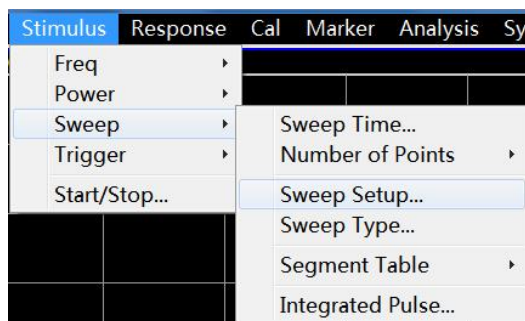 Stimulus Response Cal Marker Analysis Sy
Freq
Power
Sweep
Trigger
Start/Stop...
Sweep Time...
Number of Points
Sweep Setup...
Sweep Type...
Segment Table
Integrated Pulse...